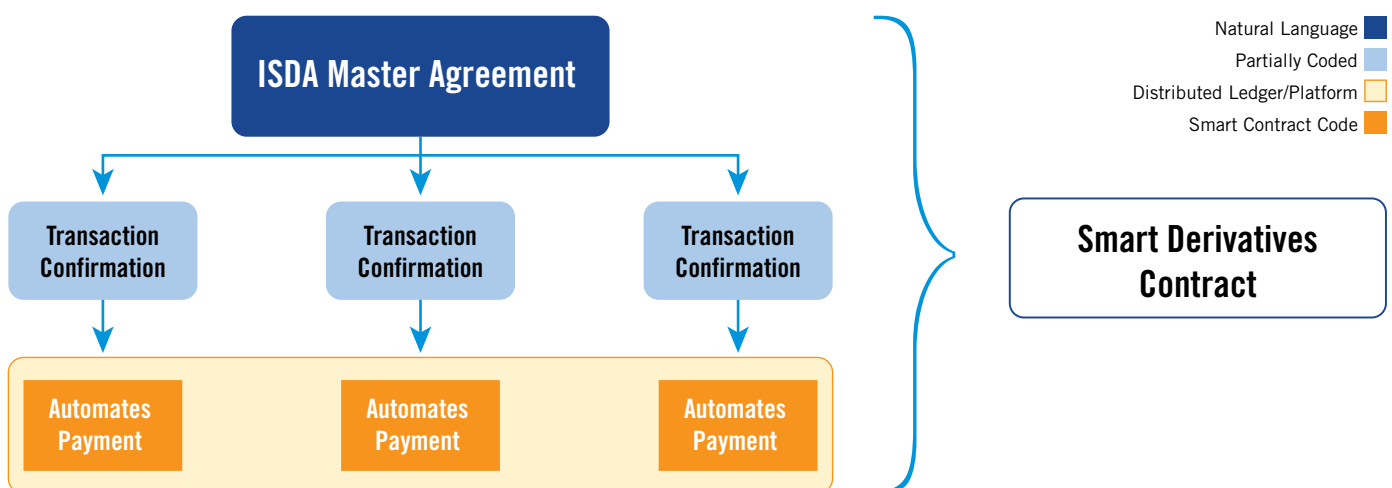 ISDA Master Agreement
Natural Language
Partially Coded
Distributed Ledger/Platform
Smart Contract Code
Transaction
Confirmation
Transaction
Confirmation
Transaction
Confirmation
Smart Derivatives
Contract
Automates
Payment
Automates
Payment
Automates
Payment